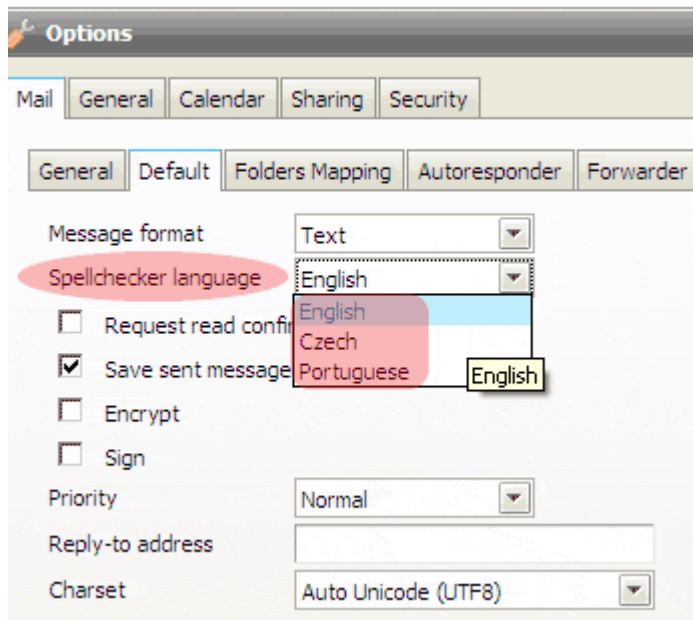 Options
Mail General Calendar Sharing Security
General Default Folders Mapping Autoresponder Forwarder
Message format Text
Spellchecker language English
English
Request read confi
Czech
Save sent message Portuguese English
Encrypt
Sign
Priority Normal
Reply-to address
Charset Auto Unicode (UTF8)